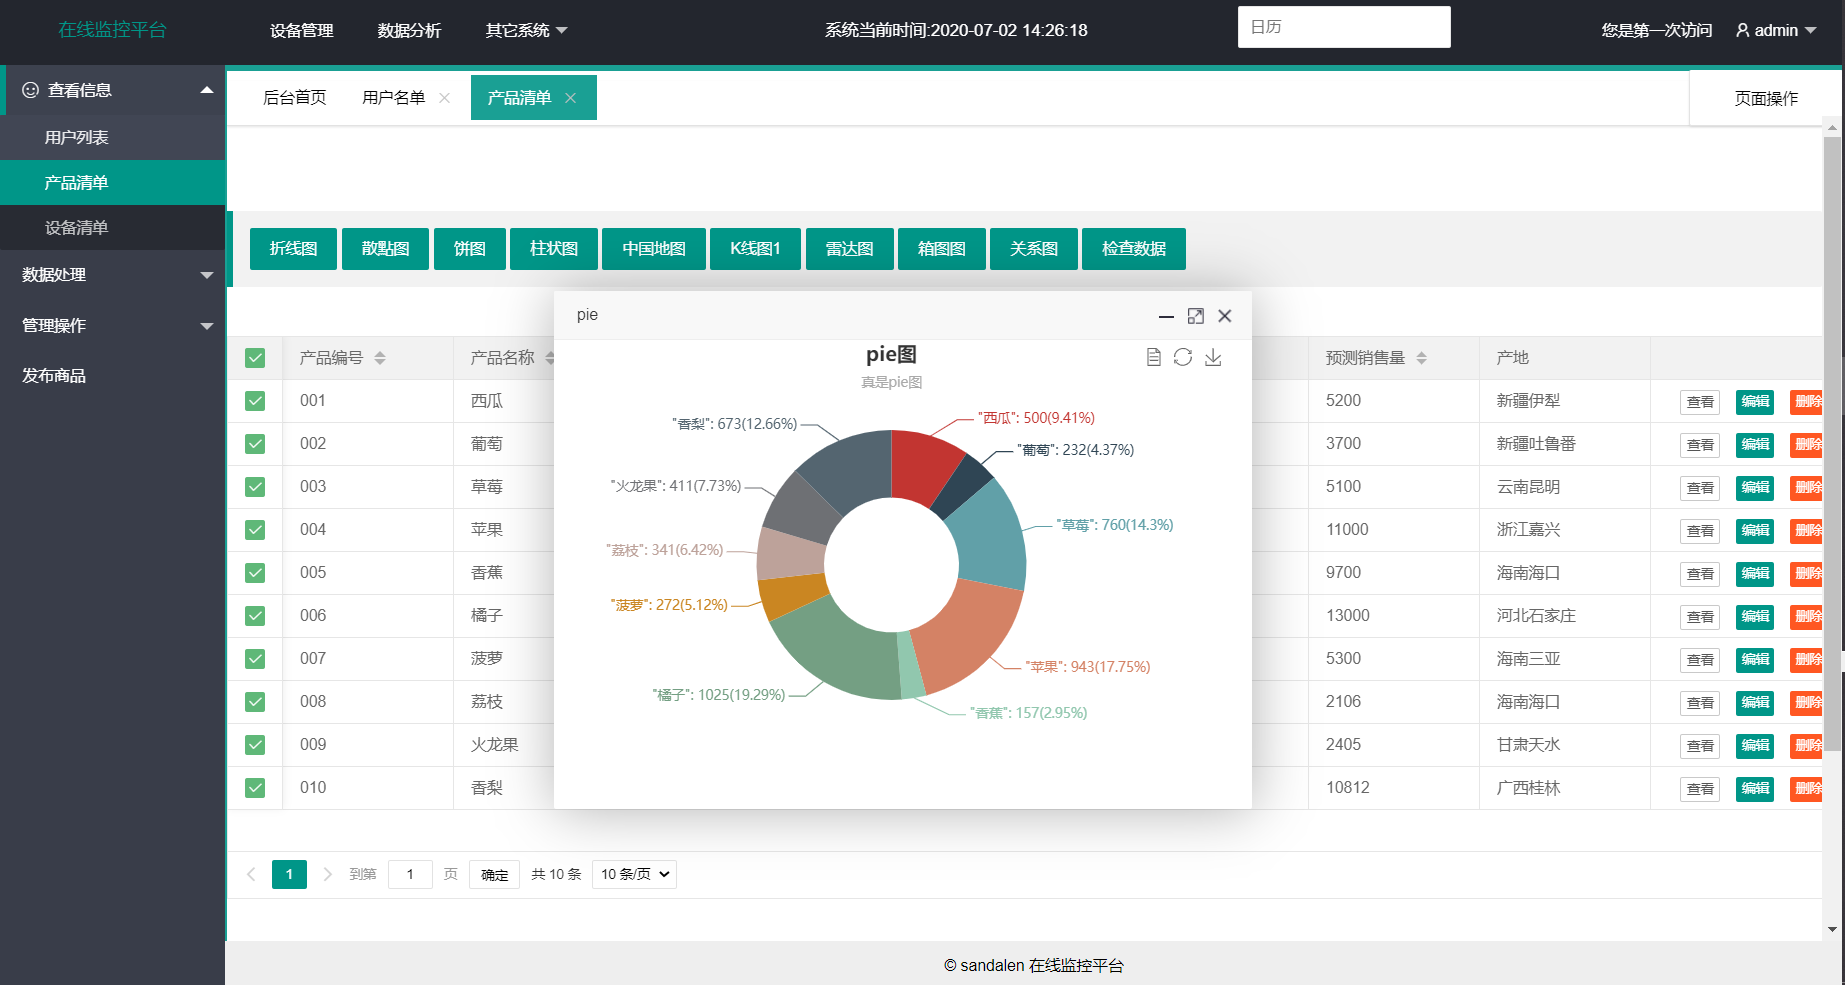 在线监控平台 设备管理 数据分析 其它系统 系统当前时间:2020-07-02 14:26:18 日历 您是第一次访问 admin
查看信息
用户列表
产品清单
设备清单
数据处理
管理操作
发布商品
后台首页 用户名单 产品清单 页面操作
折线图 散點图 饼图 柱状图 中国地图 K线图1 雷达图 箱图图 关系图 检查数据
pie
pie图
真是pie图
"西瓜": 500(9.41%)
"葡萄": 232(4.37%)
"草莓": 760(14.3%)
"苹果": 943(17.75%)
"香蕉": 157(2.95%)
"橘子": 1025(19.29%)
"菠萝": 272(5.12%)
"荔枝": 341(6.42%)
"火龙果": 411(7.73%)
"香梨": 673(12.66%)
产品编号 产品名称 预测销售量 产地
001 西瓜 5200 新疆伊犁 查看 编辑 删除
002 葡萄 3700 新疆吐鲁番 查看 编辑 删除
003 草莓 5100 云南昆明 查看 编辑 删除
004 苹果 11000 浙江嘉兴 查看 编辑 删除
005 香蕉 9700 海南海口 查看 编辑 删除
006 橘子 13000 河北石家庄 查看 编辑 删除
007 菠萝 5300 海南三亚 查看 编辑 删除
008 荔枝 2106 海南海口 查看 编辑 删除
009 火龙果 2405 甘肃天水 查看 编辑 删除
010 香梨 10812 广西桂林 查看 编辑 删除
1 到第 1 页 确定 共 10 条 10 条/页
© sandalen 在线监控平台